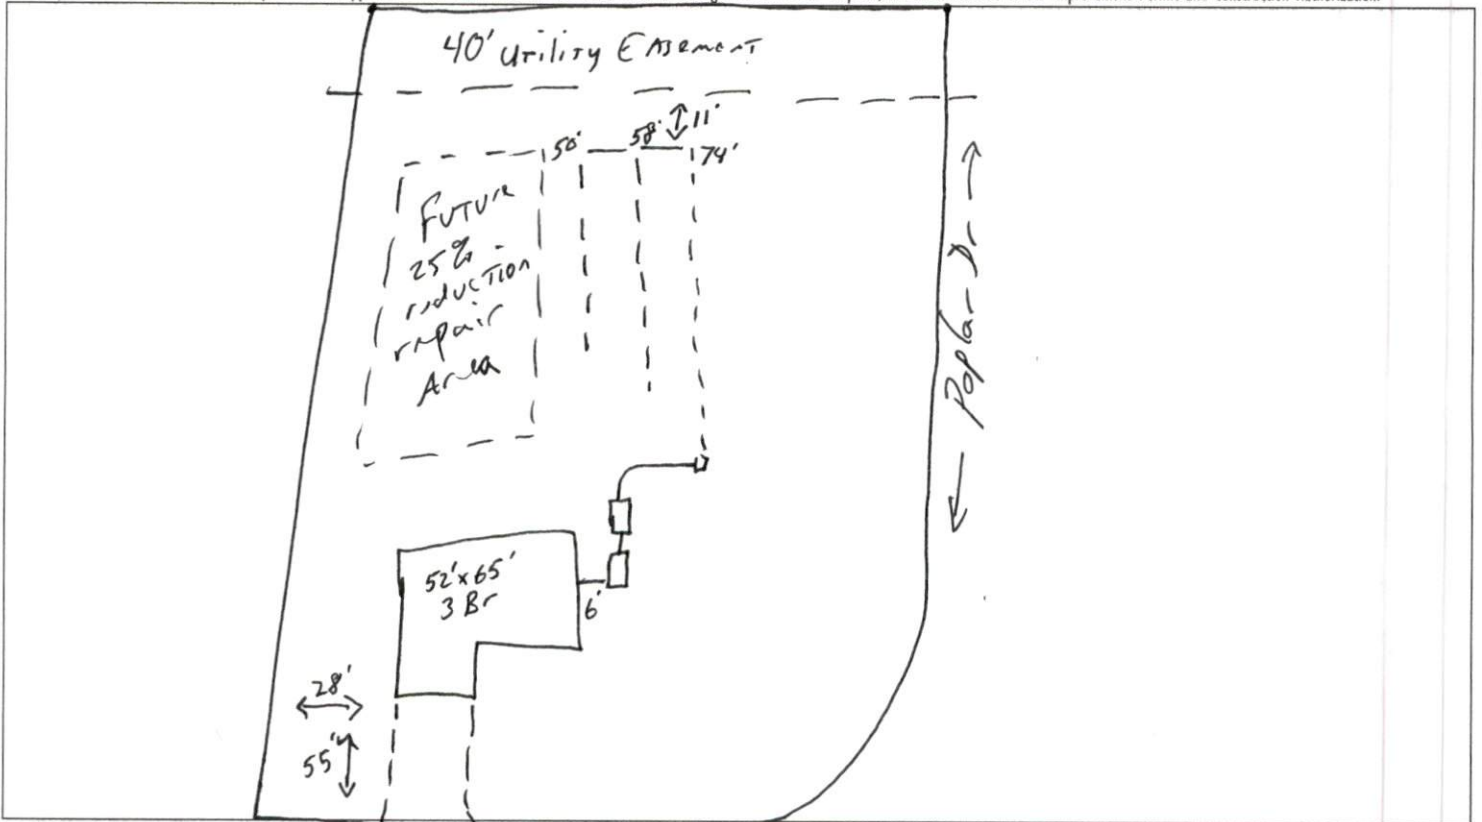 40' Utility Easement
11'
50' 58' 74'
Future
25%
reduction
repair
Area
Poplar Dr
52'x65'
3 Br
6'
28'
55'